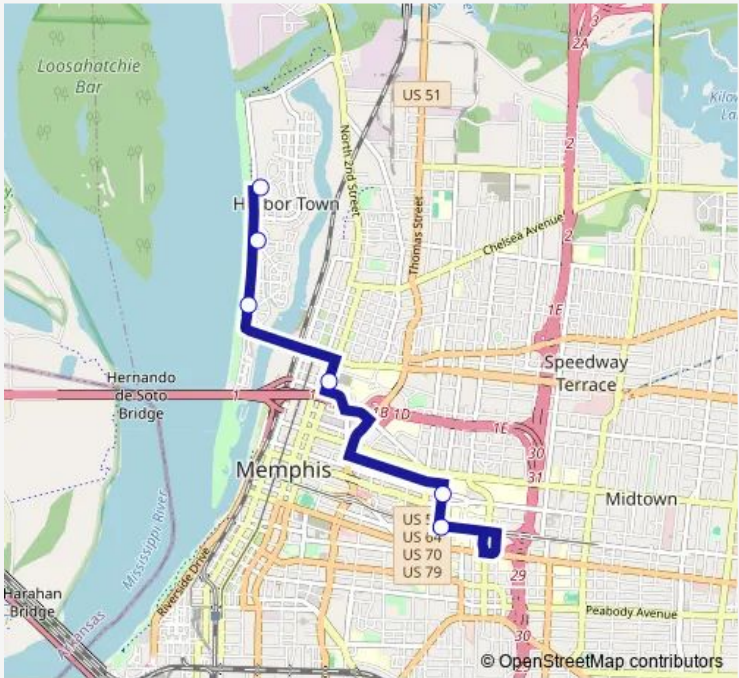 2A
3
Loosahatchie
Bar
US 51
2
North 2nd Street
Thomas Street
Harbor Town
Chelsea Avenue
2
1E
Speedway
Terrace
Hernando
de Soto
Bridge
1
1
1B
1D
1E
30
31
Memphis
Midtown
US 64
US 70
US 79
Mississippi River
Riverside Drive
29
Harahan
Bridge
Arkansas
Peabody Avenue
30
© OpenStreetMap contributors